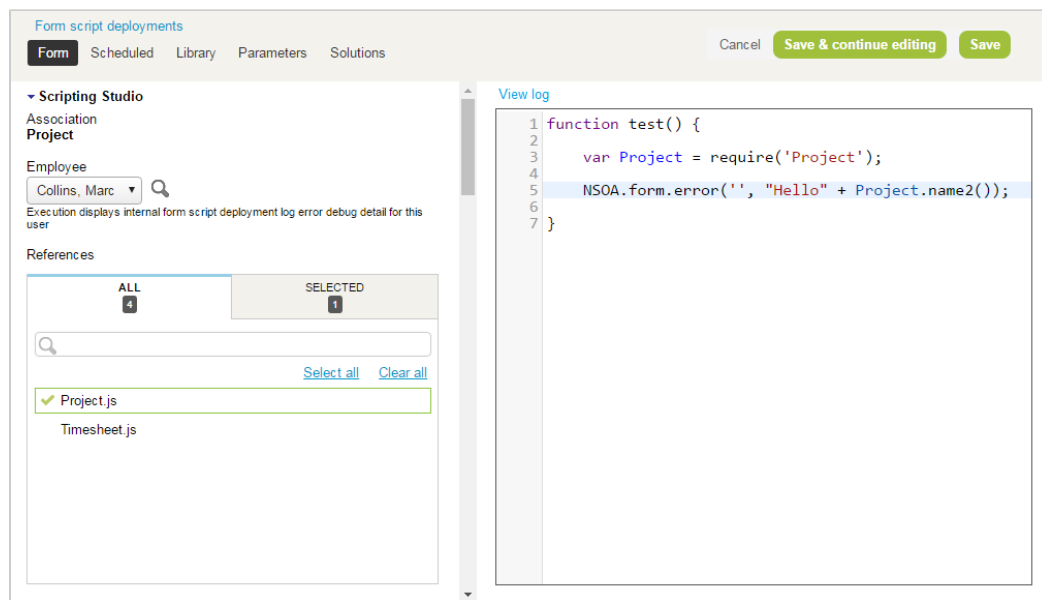 Form script deployments
Form Scheduled Library Parameters Solutions
Cancel Save & continue editing Save
Scripting Studio
Association
Project
Employee
Collins, Marc
Execution displays internal form script deployment log error debug detail for this
user
References
ALL
4
SELECTED
1
Select all Clear all
Project.js
Timesheet.js
View log
1 function test() {
2
3 var Project = require('Project');
4
5 NSOA.form.error('', "Hello" + Project.name2());
6
7 }